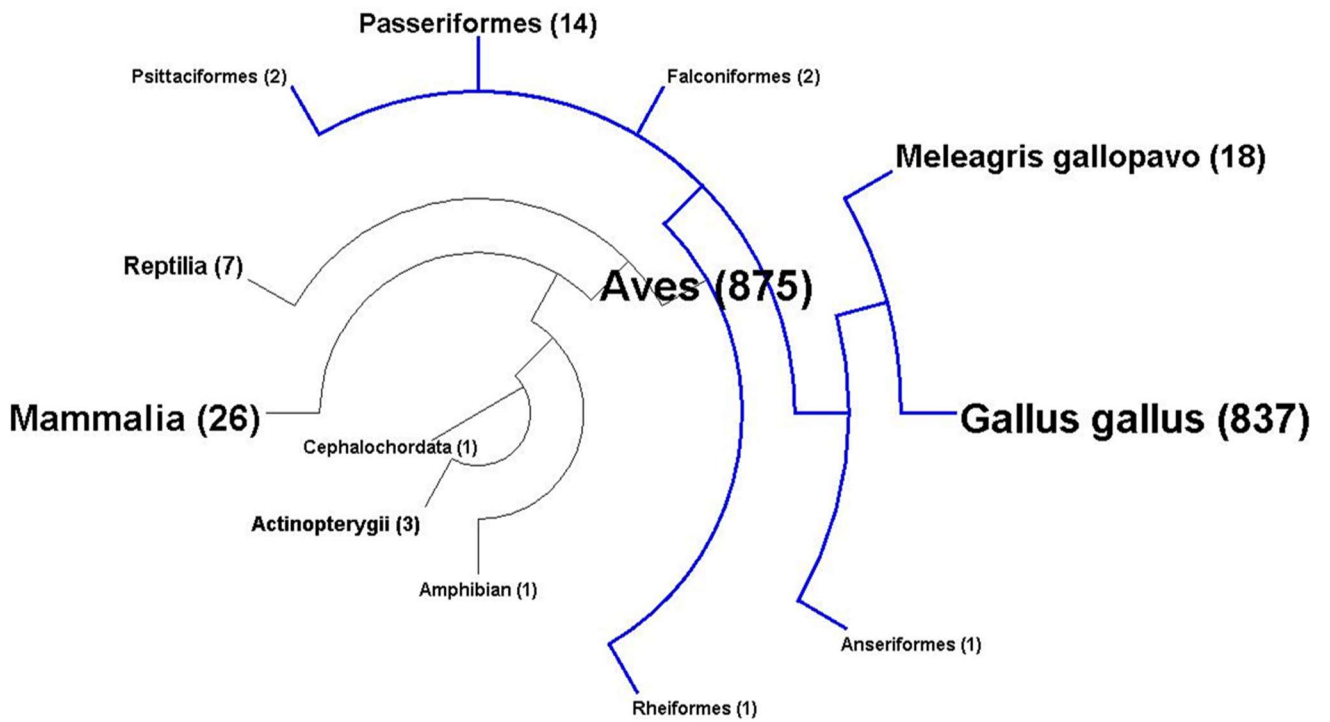 Passeriformes (14)
Psittaciformes (2)
Falconiformes (2)
Meleagris gallopavo (18)
Reptilia (7)
Aves (875)
Mammalia (26)
Gallus gallus (837)
Cephalochordata (1)
Actinopterygii (3)
Amphibian (1)
Anseriformes (1)
Rheiformes (1)